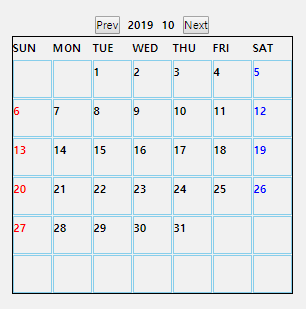 Prev 2019 10 Next
SUN MON TUE WED THU FRI SAT
1 2 3 4 5
6 7 8 9 10 11 12
13 14 15 16 17 18 19
20 21 22 23 24 25 26
27 28 29 30 31